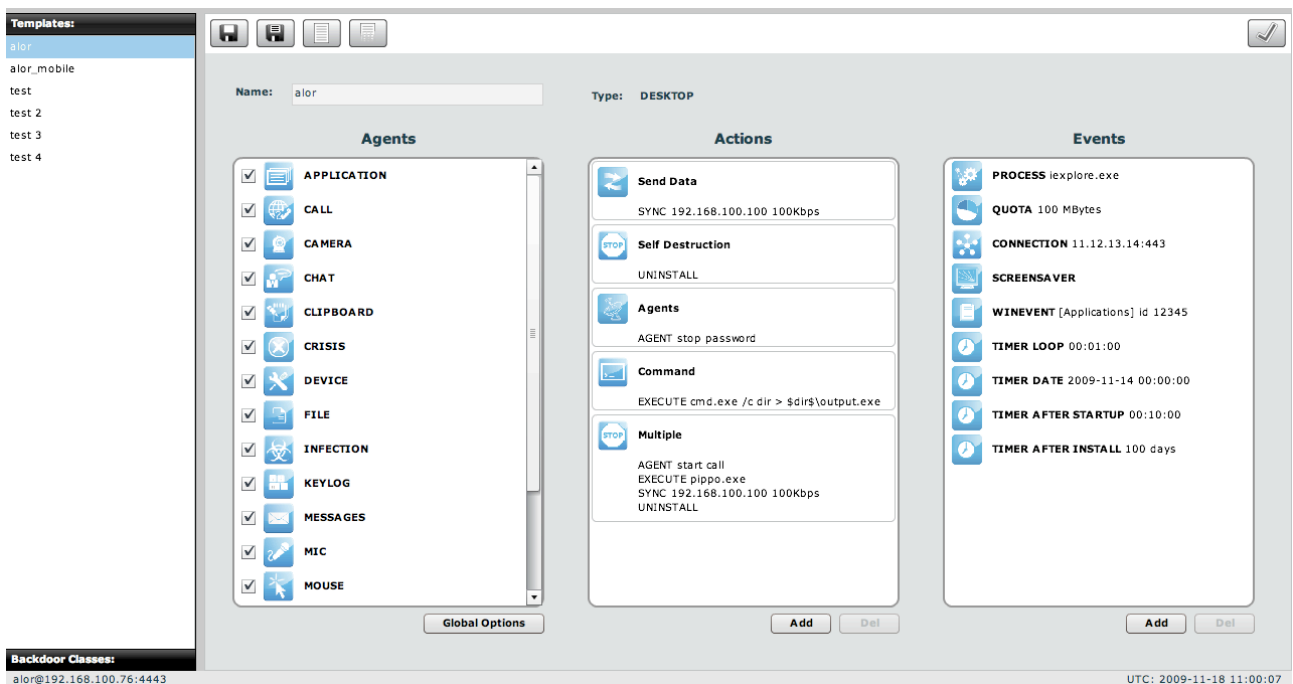 Templates:
alor
alor_mobile
test
test 2
test 3
test 4
Backdoor Classes:
Name: alor
Type: DESKTOP
Agents
APPLICATION
CALL
CAMERA
CHAT
CLIPBOARD
CRISIS
DEVICE
FILE
INFECTION
KEYLOG
MESSAGES
MIC
MOUSE
Global Options
Actions
Send Data
SYNC 192.168.100.100 100Kbps
STOP
Self Destruction
UNINSTALL
Agents
AGENT stop password
Command
EXECUTE cmd.exe /c dir > $dir$\output.exe
STOP
Multiple
AGENT start call
EXECUTE pippo.exe
SYNC 192.168.100.100 100Kbps
UNINSTALL
Add Del
Events
PROCESS iexplore.exe
QUOTA 100 MBytes
CONNECTION 11.12.13.14:443
SCREENSAVER
WINEVENT [Applications] id 12345
TIMER LOOP 00:01:00
TIMER DATE 2009-11-14 00:00:00
TIMER AFTER STARTUP 00:10:00
TIMER AFTER INSTALL 100 days
Add Del
alor@192.168.100.76:4443
UTC: 2009-11-18 11:00:07